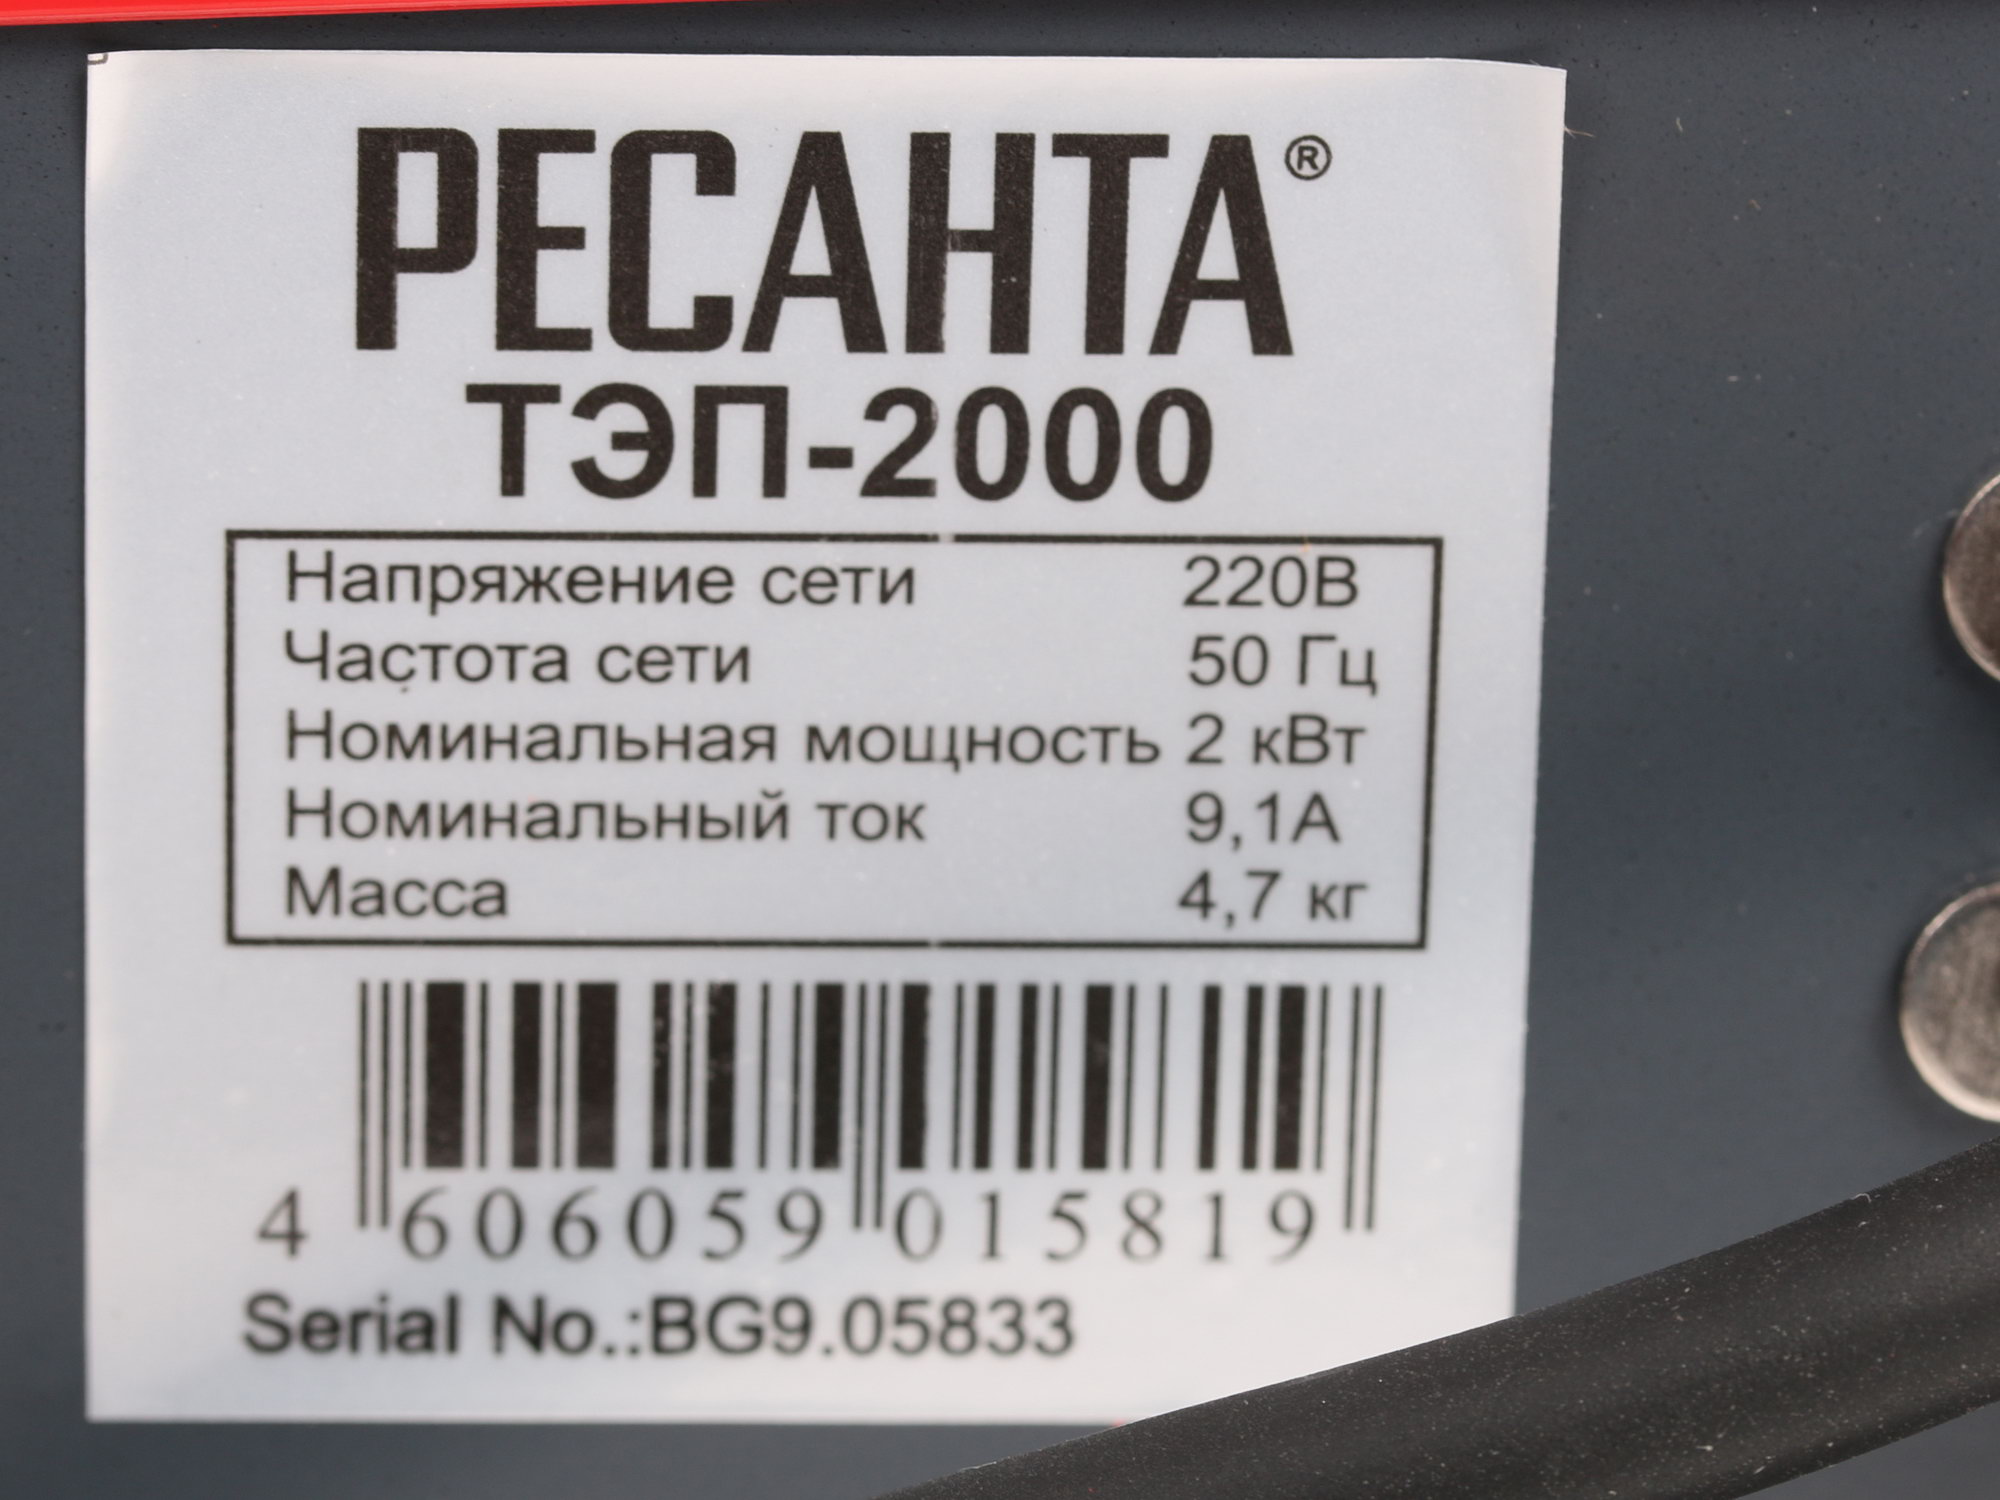 РЕСАНТА®
ТЭП-2000
Напряжение сети 220В
Частота сети 50 Гц
Номинальная мощность 2 кВт
Номинальный ток 9,1А
Масса 4,7 кг
4 606059 015819
Serial No.:BG9.05833